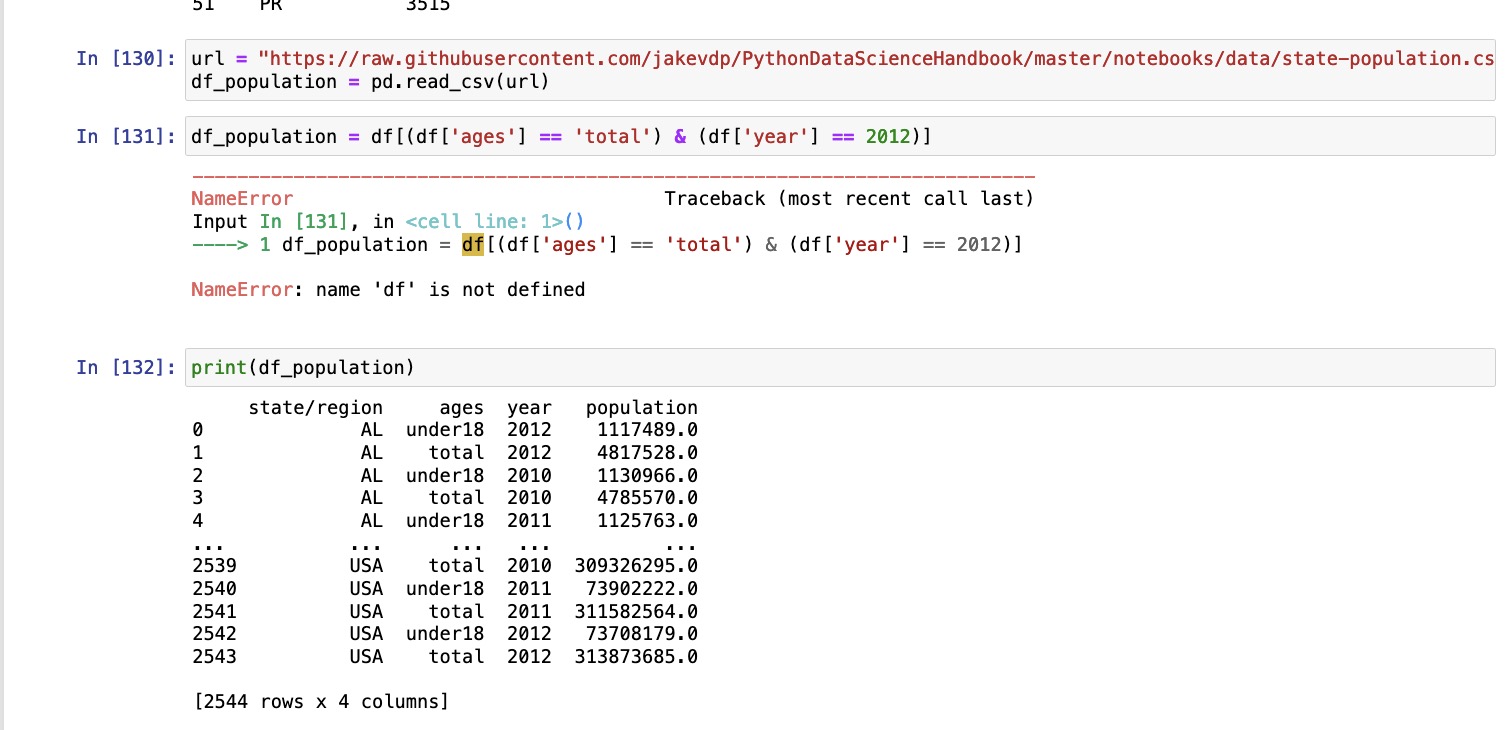 51 PR 3515
In [130]: url = "https://raw.githubusercontent.com/jakevdp/PythonDataScienceHandbook/master/notebooks/data/state-population.cs
df_population = pd.read_csv(url)
In [131]: df_population = df[(df['ages'] == 'total') & (df['year'] == 2012)]
---------------------------------------------------------------------------
NameError Traceback (most recent call last)
Input In [131], in <cell line: 1>()
----> 1 df_population = df[(df['ages'] == 'total') & (df['year'] == 2012)]
NameError: name 'df' is not defined
In [132]: print(df_population)
state/region ages year population
0 AL under18 2012 1117489.0
1 AL total 2012 4817528.0
2 AL under18 2010 1130966.0
3 AL total 2010 4785570.0
4 AL under18 2011 1125763.0
... ... ... ... ...
2539 USA total 2010 309326295.0
2540 USA under18 2011 73902222.0
2541 USA total 2011 311582564.0
2542 USA under18 2012 73708179.0
2543 USA total 2012 313873685.0
[2544 rows x 4 columns]